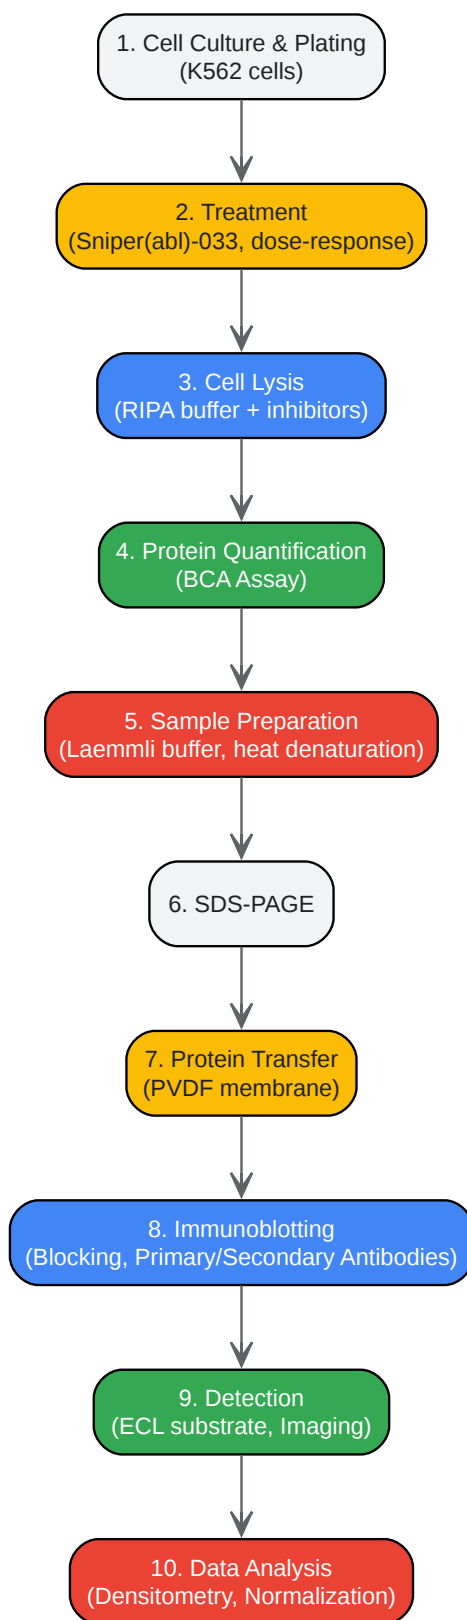 1. Cell Culture & Plating
(K562 cells)
2. Treatment
(Sniper(abl)-033, dose-response)
3. Cell Lysis
(RIPA buffer + inhibitors)
4. Protein Quantification
(BCA Assay)
5. Sample Preparation
(Laemmli buffer, heat denaturation)
6. SDS-PAGE
7. Protein Transfer
(PVDF membrane)
8. Immunoblotting
(Blocking, Primary/Secondary Antibodies)
9. Detection
(ECL substrate, Imaging)
10. Data Analysis
(Densitometry, Normalization)